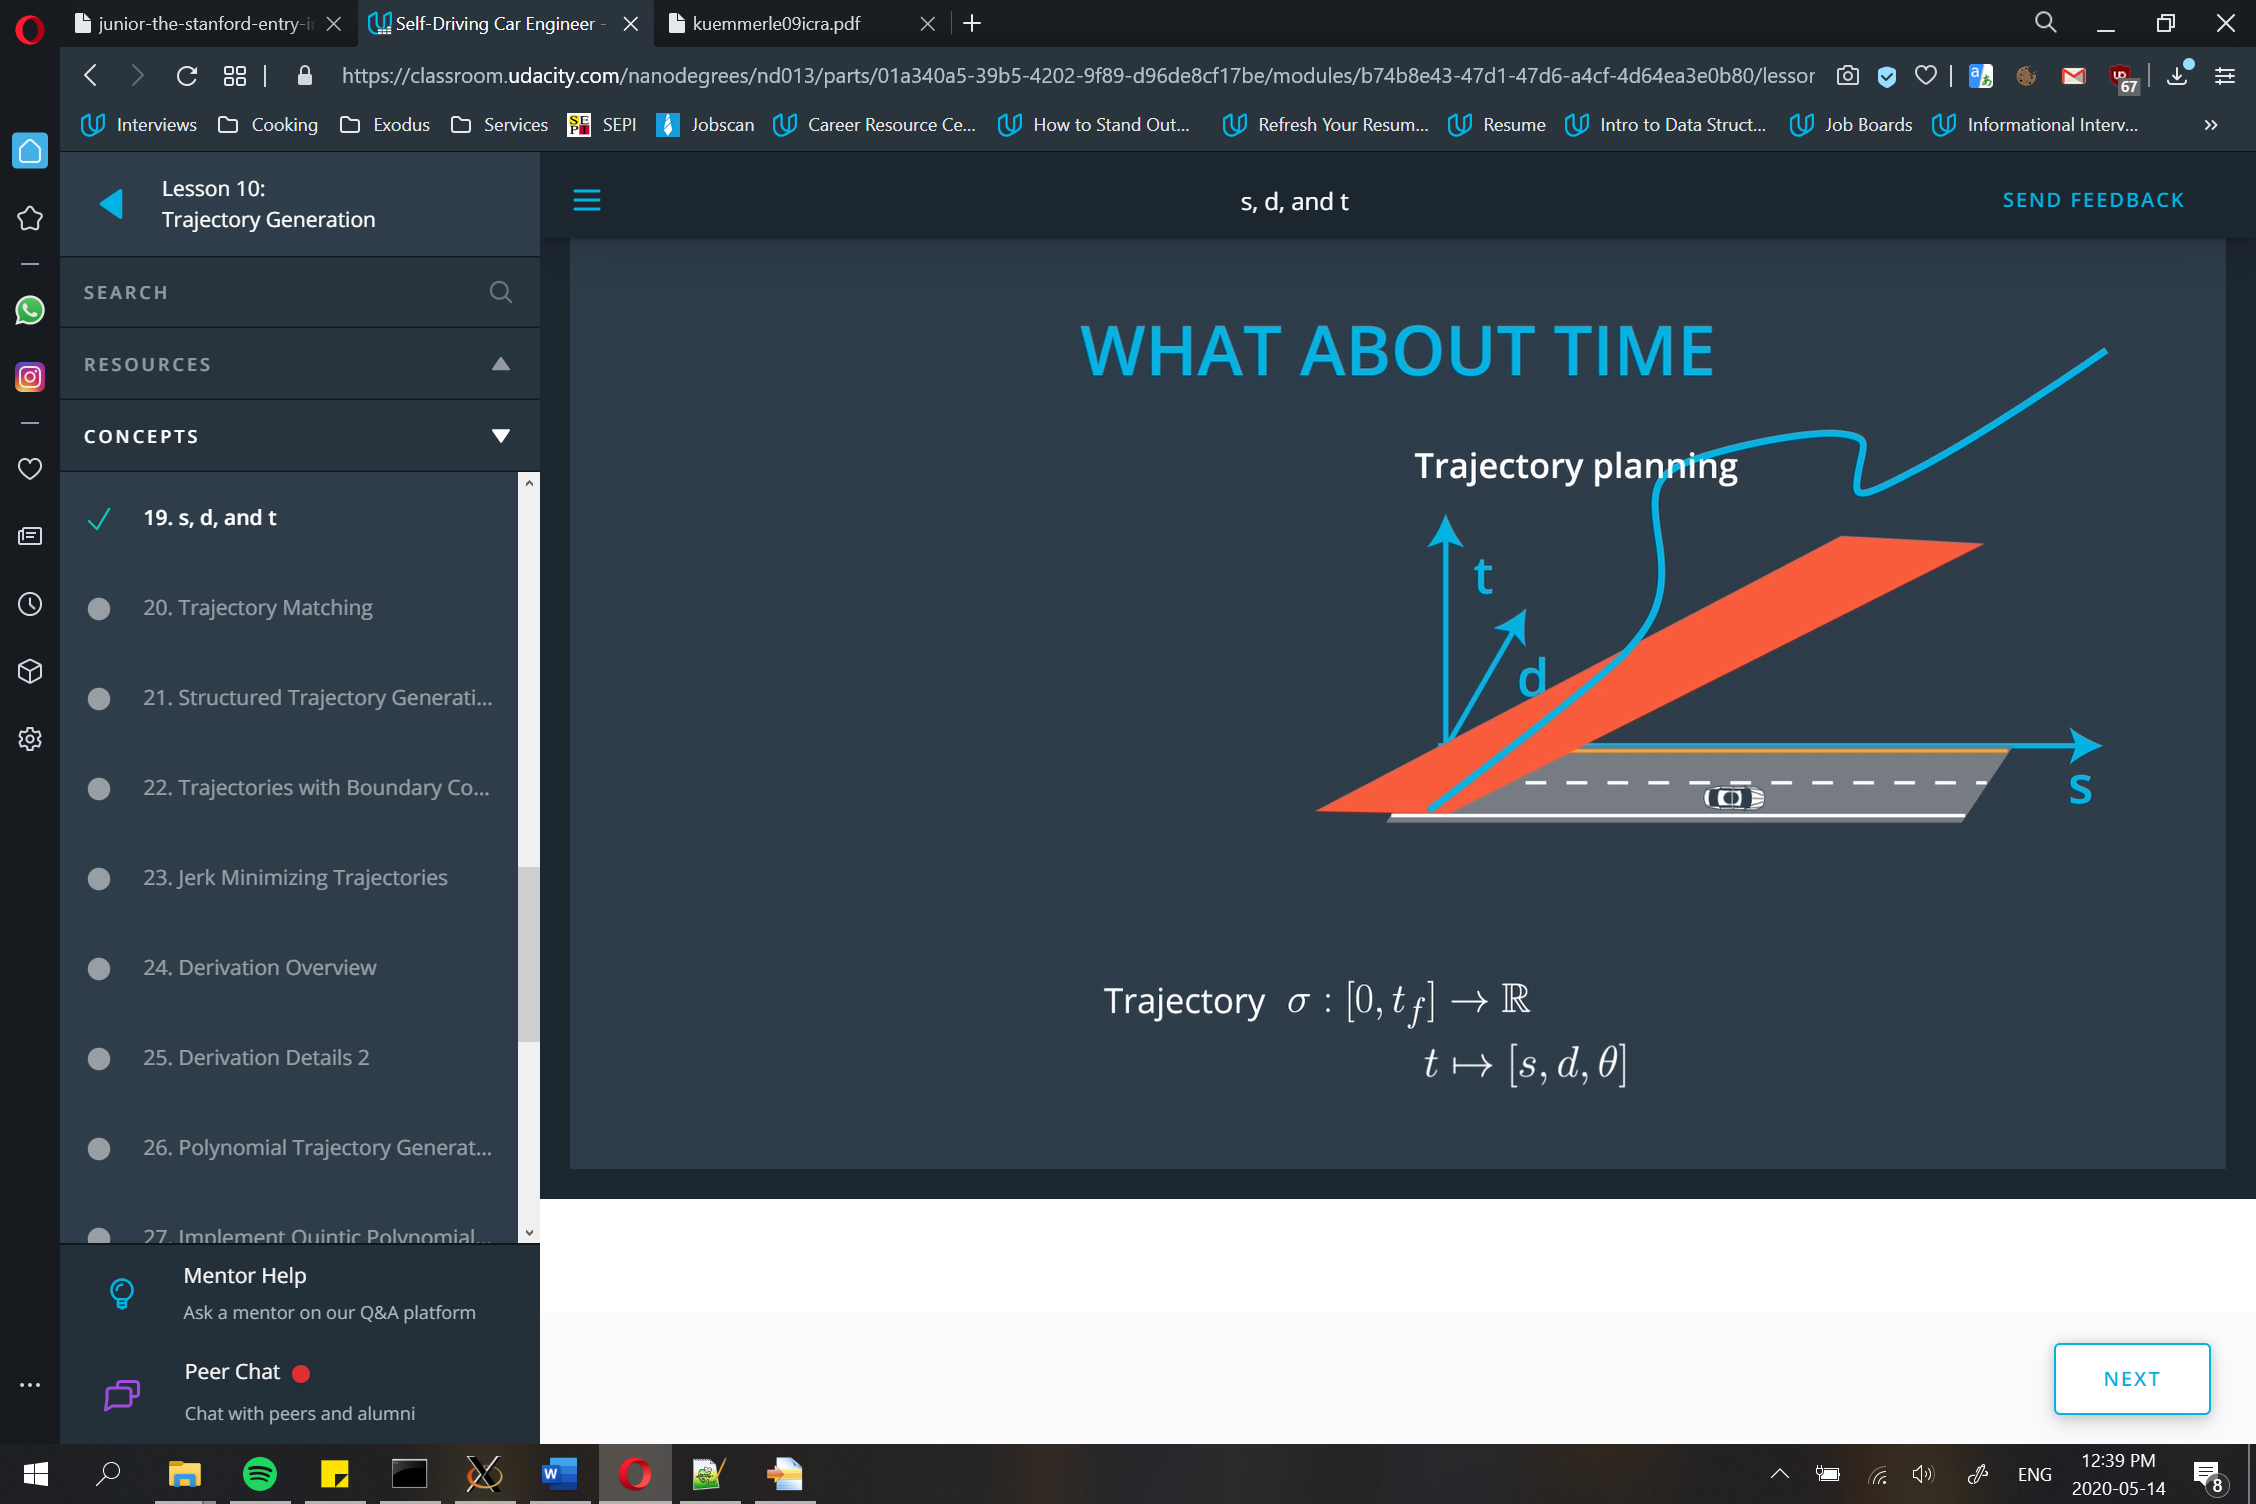 junior-the-stanford-entry-i
Self-Driving Car Engineer -
kuemmerle09icra.pdf
https://classroom.udacity.com/nanodegrees/nd013/parts/01a340a5-39b5-4202-9f89-d96de8cf17be/modules/b74b8e43-47d1-47d6-a4cf-4d64ea3e0b80/lessor
67
Interviews
Cooking
Exodus
Services
SEPI
Jobscan
Career Resource Ce...
How to Stand Out...
Refresh Your Resum...
Resume
Intro to Data Struct...
Job Boards
Informational Interv...
»
Lesson 10:
Trajectory Generation
s, d, and t
SEND FEEDBACK
SEARCH
RESOURCES
CONCEPTS
19. s, d, and t
20. Trajectory Matching
21. Structured Trajectory Generati...
22. Trajectories with Boundary Co...
23. Jerk Minimizing Trajectories
24. Derivation Overview
25. Derivation Details 2
26. Polynomial Trajectory Generat...
27. Implement Quintic Polynomial...
Mentor Help
Ask a mentor on our Q&A platform
Peer Chat
Chat with peers and alumni
WHAT ABOUT TIME
Trajectory planning
t
d
s
Trajectory σ : [0, t_f] → ℝ
t ↦ [s, d, θ]
NEXT
ENG
12:39 PM
2020-05-14
8